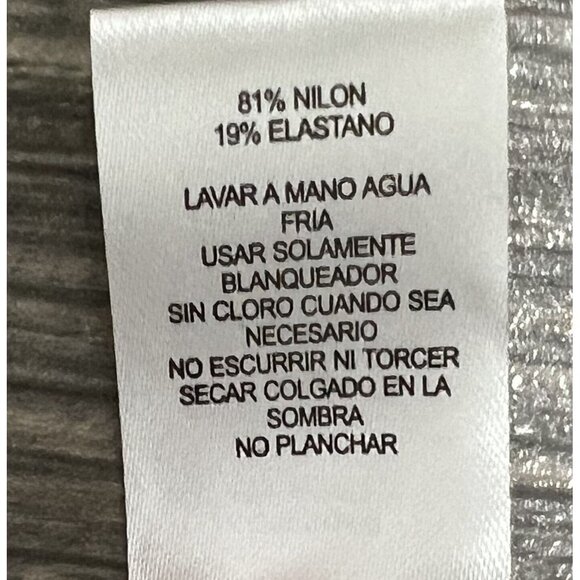 81% NILON
19% ELASTANO
LAVAR A MANO AGUA
FRIA
USAR SOLAMENTE
BLANQUEADOR
SIN CLORO CUANDO SEA
NECESARIO
NO ESCURRIR NI TORCER
SECAR COLGADO EN LA
SOMBRA
NO PLANCHAR